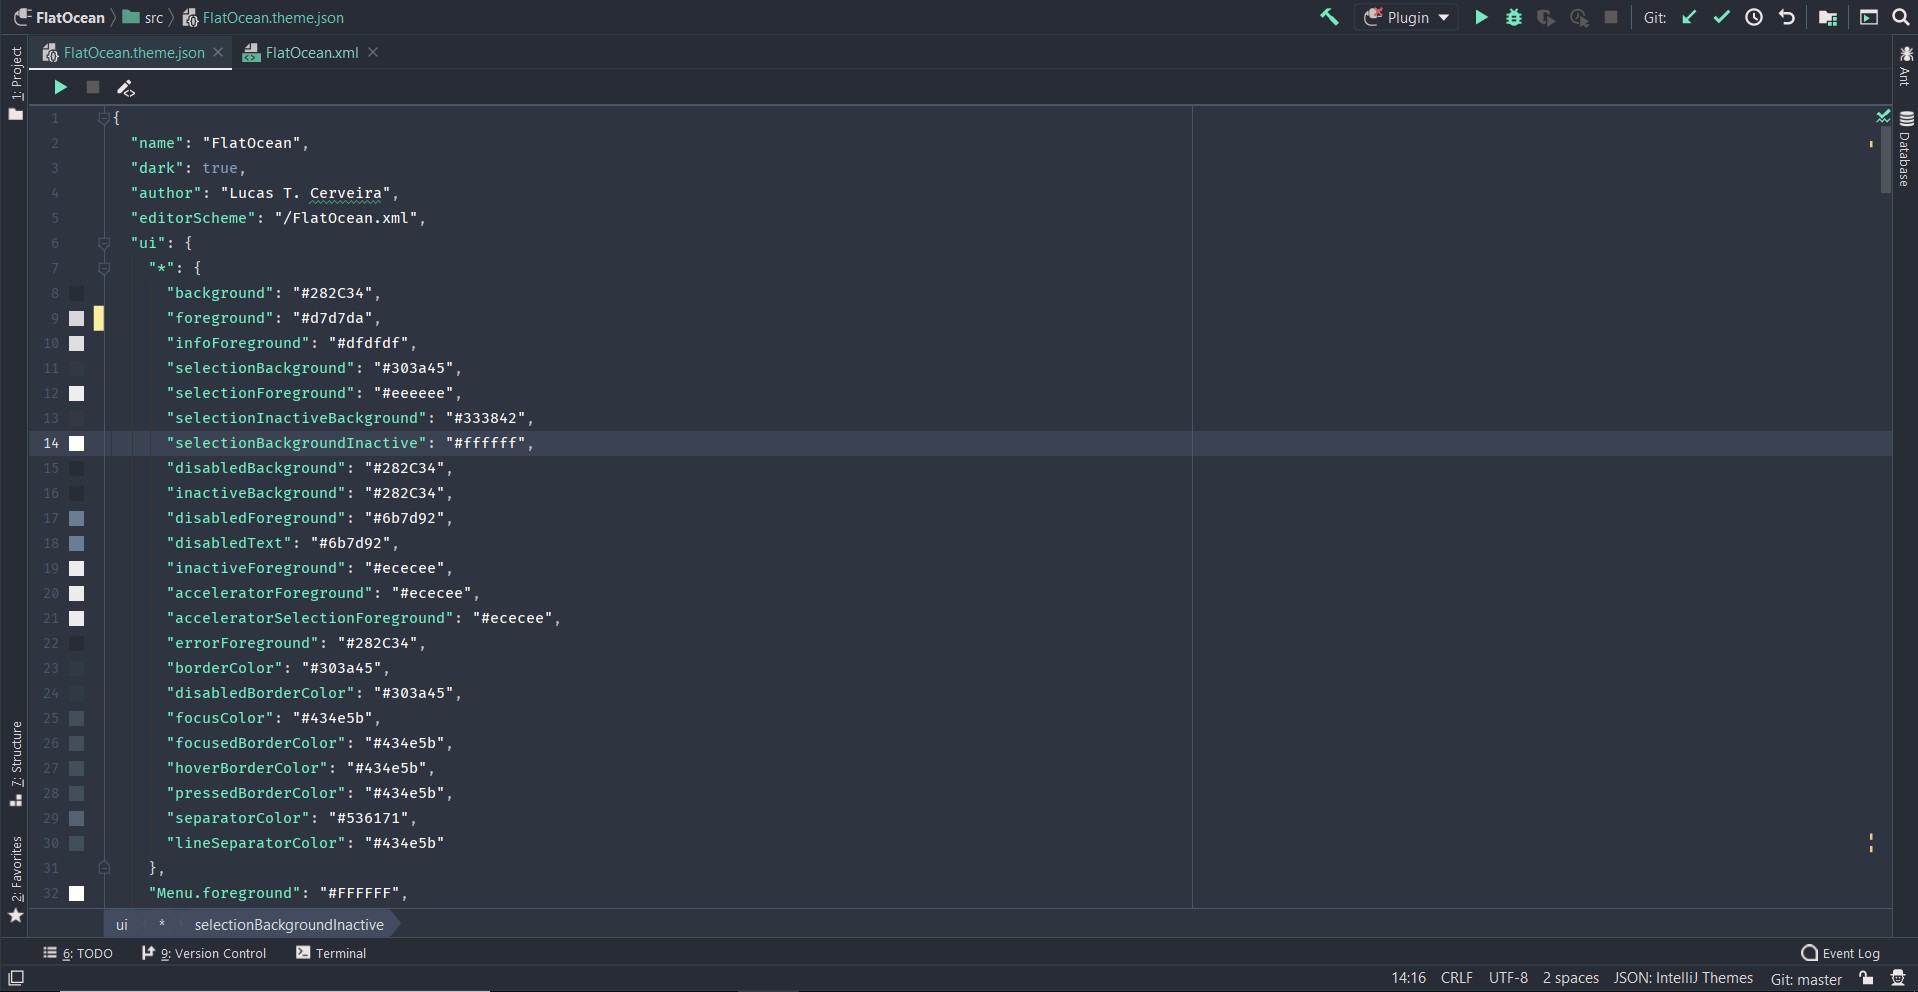 FlatOcean src FlatOcean.theme.json Plugin Git:
1: Project
FlatOcean.theme.json FlatOcean.xml
Ant
Database
1 {
2 "name": "FlatOcean",
3 "dark": true,
4 "author": "Lucas T. Cerveira",
5 "editorScheme": "/FlatOcean.xml",
6 "ui": {
7 "*": {
8 "background": "#282C34",
9 "foreground": "#d7d7da",
10 "infoForeground": "#dfdfdf",
11 "selectionBackground": "#303a45",
12 "selectionForeground": "#eeeeee",
13 "selectionInactiveBackground": "#333842",
14 "selectionBackgroundInactive": "#ffffff",
15 "disabledBackground": "#282C34",
16 "inactiveBackground": "#282C34",
17 "disabledForeground": "#6b7d92",
18 "disabledText": "#6b7d92",
19 "inactiveForeground": "#ececee",
20 "acceleratorForeground": "#ececee",
21 "acceleratorSelectionForeground": "#ececee",
22 "errorForeground": "#282C34",
23 "borderColor": "#303a45",
24 "disabledBorderColor": "#303a45",
25 "focusColor": "#434e5b",
26 "focusedBorderColor": "#434e5b",
27 "hoverBorderColor": "#434e5b",
28 "pressedBorderColor": "#434e5b",
29 "separatorColor": "#536171",
30 "lineSeparatorColor": "#434e5b"
31 },
32 "Menu.foreground": "#FFFFFF",
7: Structure
2: Favorites
ui * selectionBackgroundInactive
6: TODO 9: Version Control Terminal Event Log
14:16 CRLF UTF-8 2 spaces JSON: IntelliJ Themes Git: master